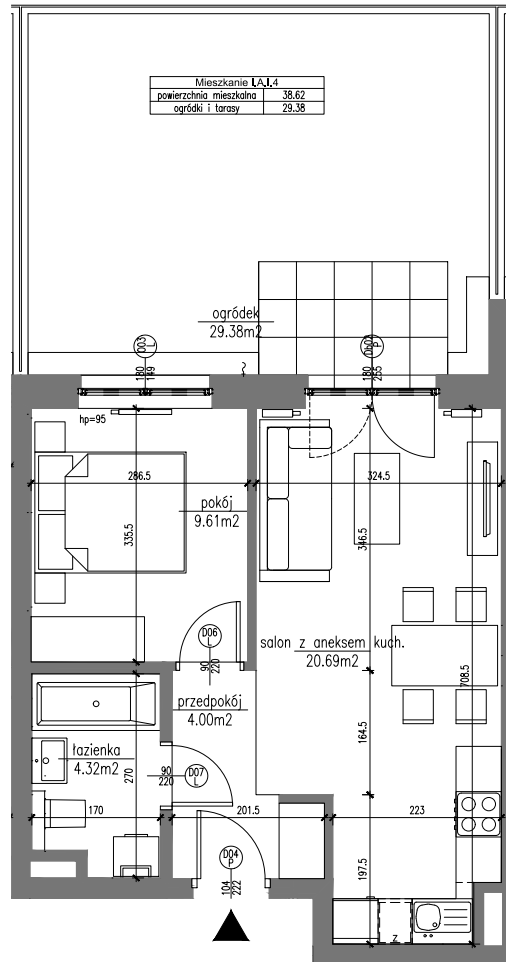 Mieszkanie I.A.I.4
powierzchnia mieszkalna 38.62
ogródki i tarasy 29.38
ogródek
29.38m2
D03
L
180
149
Db02
P
180
255
hp=95
286.5
324.5
pokój
9.61m2
335.5
346.5
D06
L
90
220
salon z aneksem kuch.
20.69m2
708.5
przedpokój
4.00m2
164.5
łazienka
4.32m2
270
D07
L
90
220
170
201.5
223
D04
P
104
222
197.5
Z